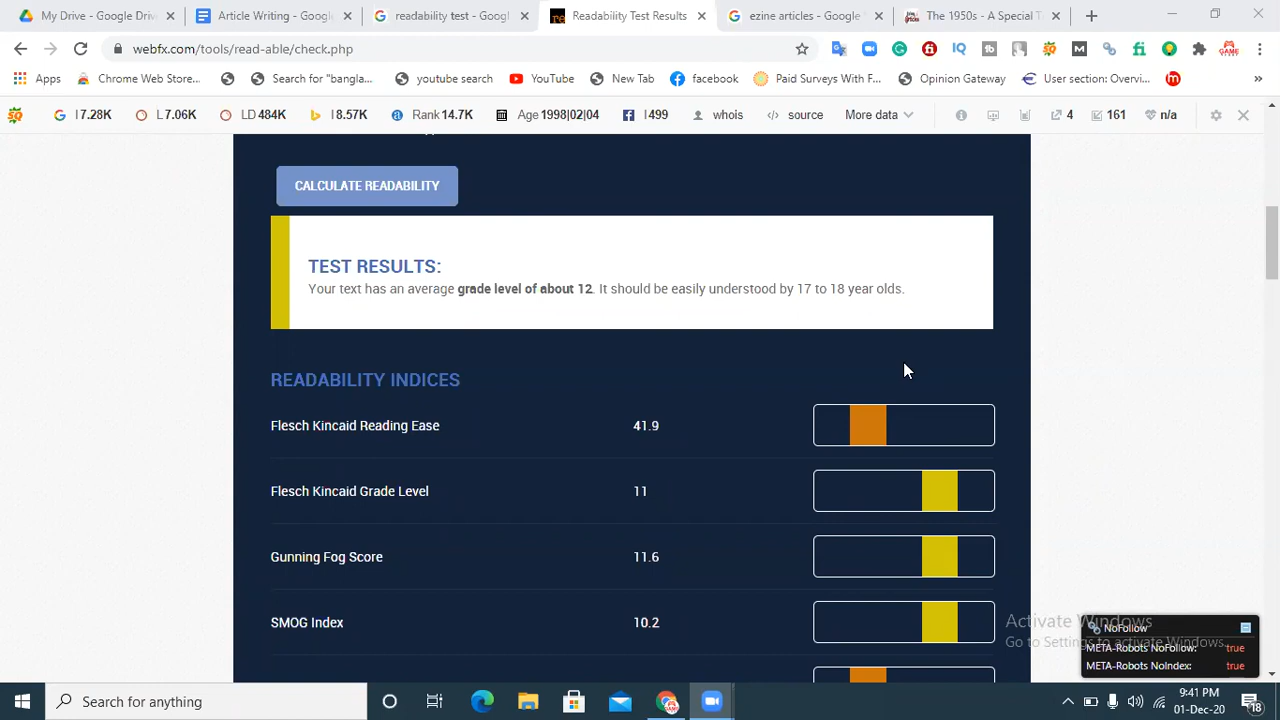 My Drive - Google Driv
Article Writing - Google
readability test - Googl
Readability Test Results
ezine articles - Google
The 1950s - A Special T
webfx.com/tools/read-able/check.php
Apps
Chrome Web Store...
Search for "bangla...
youtube search
YouTube
New Tab
facebook
Paid Surveys With F...
Opinion Gateway
User section: Overvi...
»
I 7.28K
L 7.06K
LD 484K
I 8.57K
Rank 14.7K
Age 1998|02|04
I 499
whois
source
More data
4
161
n/a
CALCULATE READABILITY
TEST RESULTS:
Your text has an average grade level of about 12. It should be easily understood by 17 to 18 year olds.
READABILITY INDICES
Flesch Kincaid Reading Ease 41.9
Flesch Kincaid Grade Level 11
Gunning Fog Score 11.6
SMOG Index 10.2
Activate Windows
Go to Settings to activate Windows.
NoFollow
META-Robots NoFollow: true
META-Robots NoIndex: true
Search for anything
9:41 PM
01-Dec-20
18